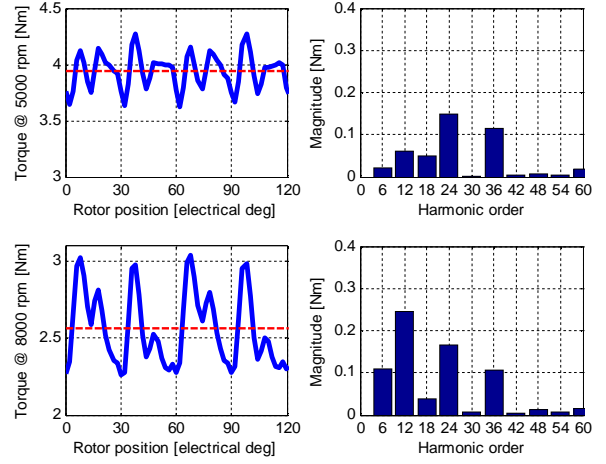 4.5
4
3.5
3
Torque @ 5000 rpm [Nm]
0 30 60 90 120
Rotor position [electrical deg]
0.4
0.3
0.2
0.1
0
Magnitude [Nm]
0 6 12 18 24 30 36 42 48 54 60
Harmonic order
3
2.5
2
Torque @ 8000 rpm [Nm]
0 30 60 90 120
Rotor position [electrical deg]
0.4
0.3
0.2
0.1
0
Magnitude [Nm]
0 6 12 18 24 30 36 42 48 54 60
Harmonic order